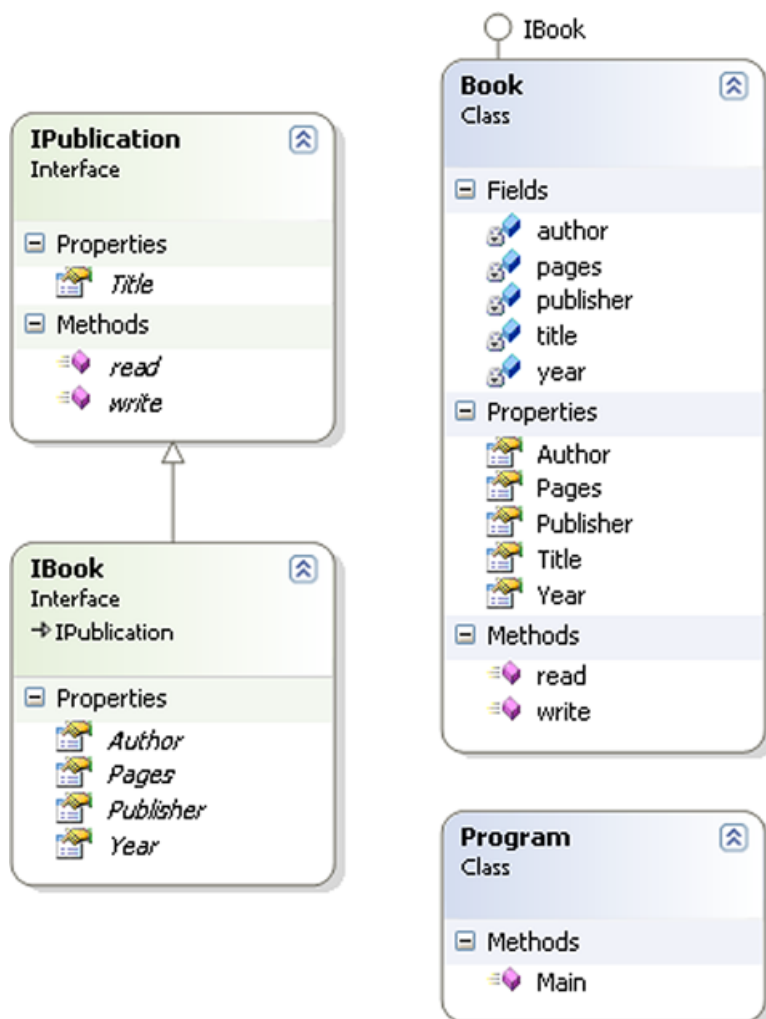 IPublication
Interface
Properties
Title
Methods
read
write
IBook
Interface
IPublication
Properties
Author
Pages
Publisher
Year
IBook
Book
Class
Fields
author
pages
publisher
title
year
Properties
Author
Pages
Publisher
Title
Year
Methods
read
write
Program
Class
Methods
Main